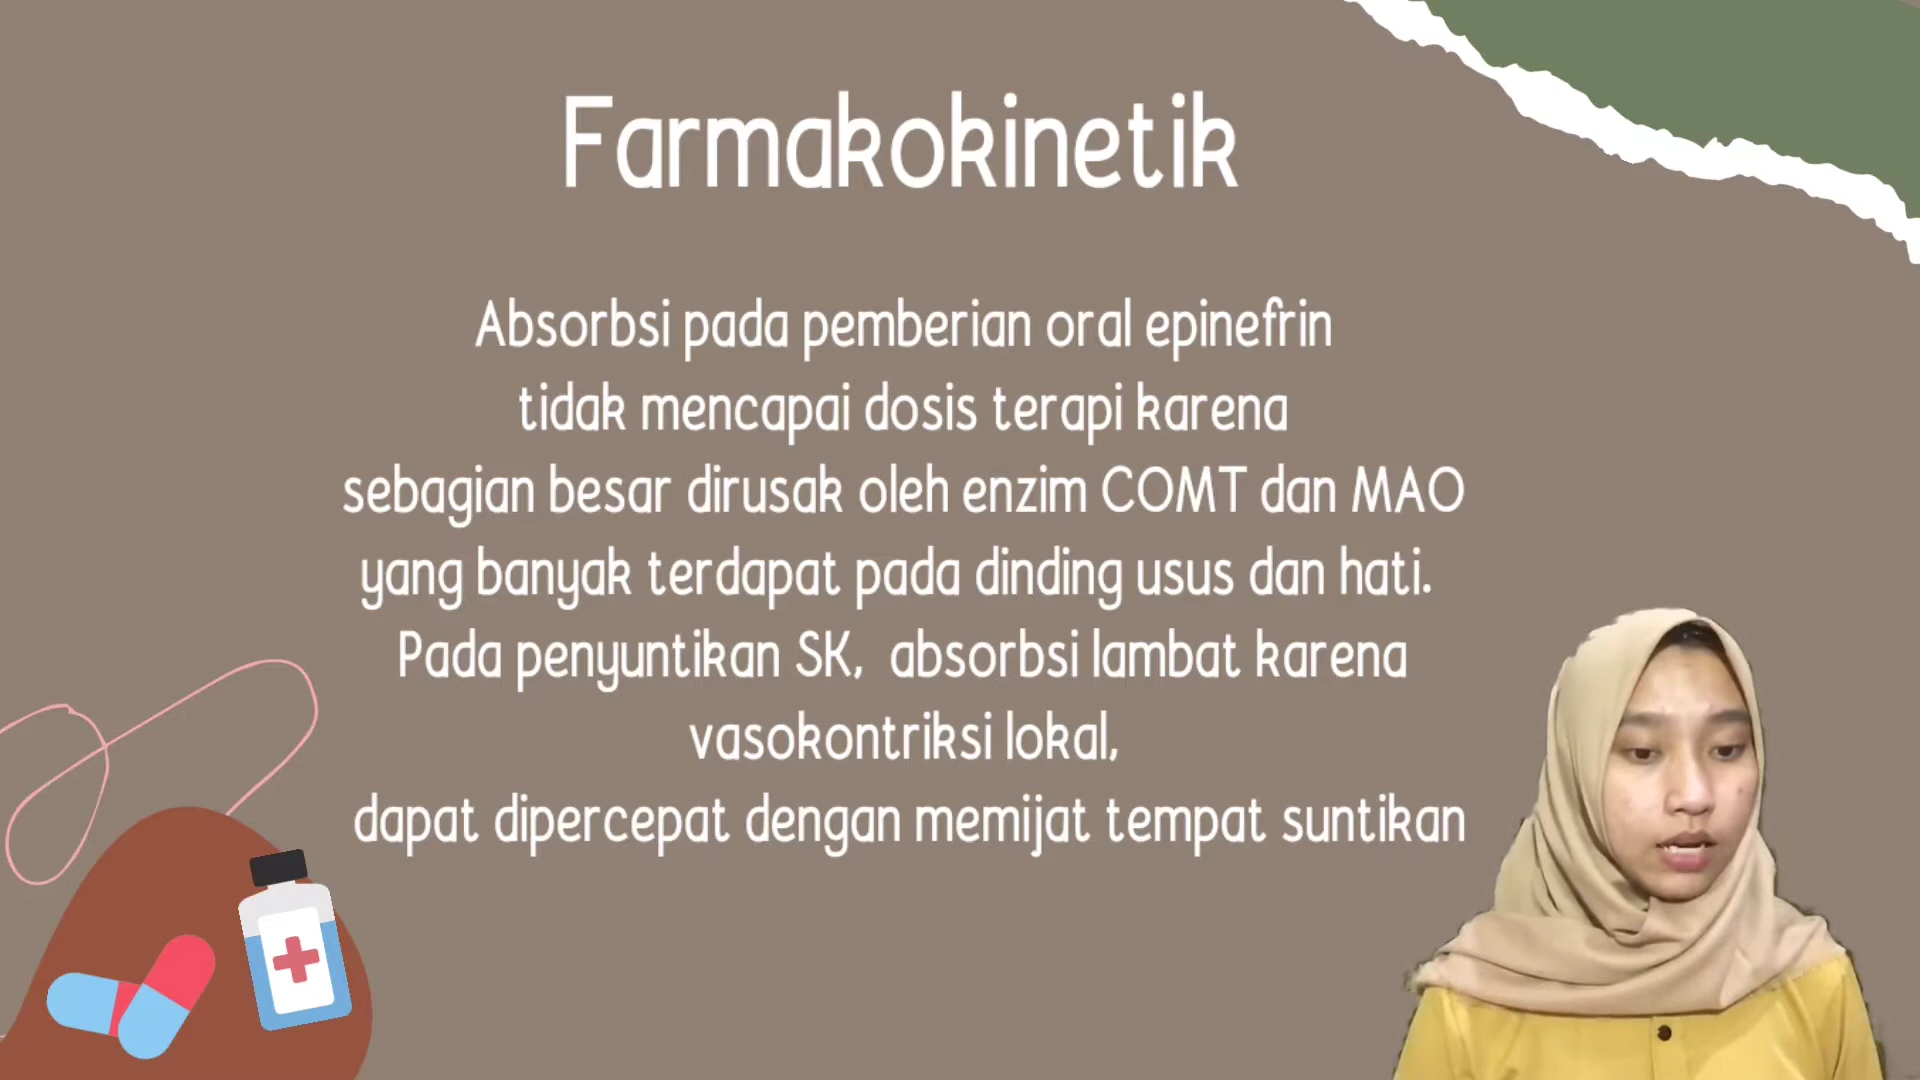 Farmakokinetik
Absorbsi pada pemberian oral epinefrin
tidak mencapai dosis terapi karena
sebagian besar dirusak oleh enzim COMT dan MAO
yang banyak terdapat pada dinding usus dan hati.
Pada penyuntikan SK, absorbsi lambat karena
vasokontriksi lokal,
dapat dipercepat dengan memijat tempat suntikan